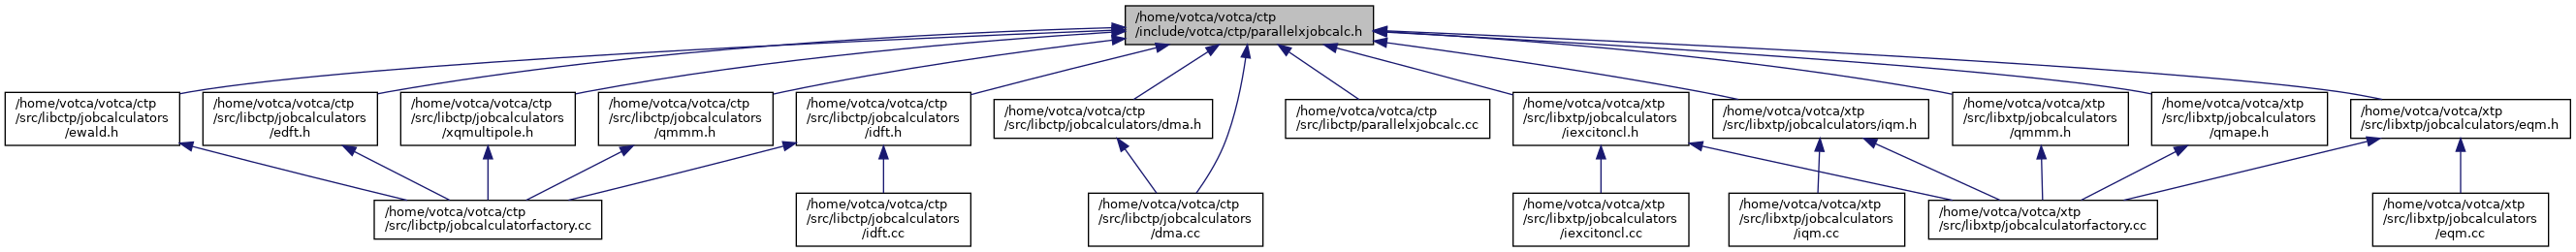 /home/votca/votca/ctp
/include/votca/ctp/parallelxjobcalc.h
/home/votca/votca/ctp
/src/libctp/jobcalculators
/ewald.h
/home/votca/votca/ctp
/src/libctp/jobcalculators
/edft.h
/home/votca/votca/ctp
/src/libctp/jobcalculators
/xqmultipole.h
/home/votca/votca/ctp
/src/libctp/jobcalculators
/qmmm.h
/home/votca/votca/ctp
/src/libctp/jobcalculators
/idft.h
/home/votca/votca/ctp
/src/libctp/jobcalculators/dma.h
/home/votca/votca/ctp
/src/libctp/parallelxjobcalc.cc
/home/votca/votca/xtp
/src/libxtp/jobcalculators
/iexcitoncl.h
/home/votca/votca/xtp
/src/libxtp/jobcalculators/iqm.h
/home/votca/votca/xtp
/src/libxtp/jobcalculators
/qmmm.h
/home/votca/votca/xtp
/src/libxtp/jobcalculators
/qmape.h
/home/votca/votca/xtp
/src/libxtp/jobcalculators/eqm.h
/home/votca/votca/ctp
/src/libctp/jobcalculatorfactory.cc
/home/votca/votca/ctp
/src/libctp/jobcalculators
/idft.cc
/home/votca/votca/ctp
/src/libctp/jobcalculators
/dma.cc
/home/votca/votca/xtp
/src/libxtp/jobcalculators
/iexcitoncl.cc
/home/votca/votca/xtp
/src/libxtp/jobcalculators
/iqm.cc
/home/votca/votca/xtp
/src/libxtp/jobcalculatorfactory.cc
/home/votca/votca/xtp
/src/libxtp/jobcalculators
/eqm.cc